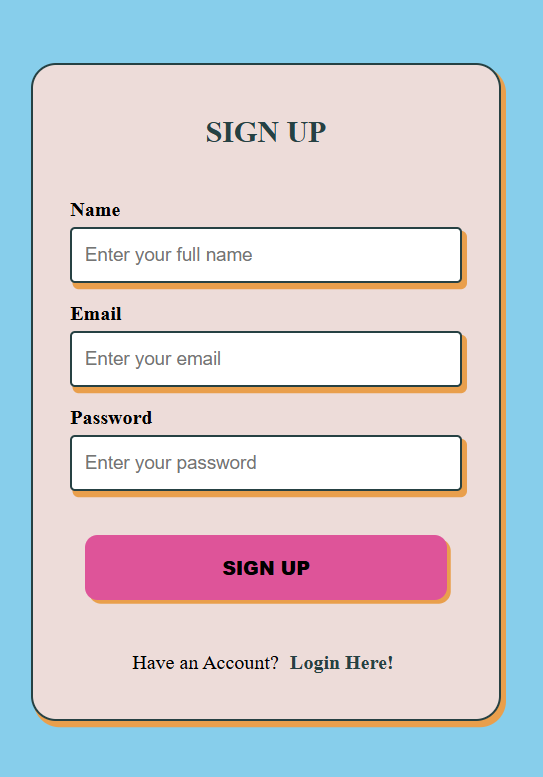 SIGN UP
Name
Enter your full name
Email
Enter your email
Password
Enter your password
SIGN UP
Have an Account? Login Here!